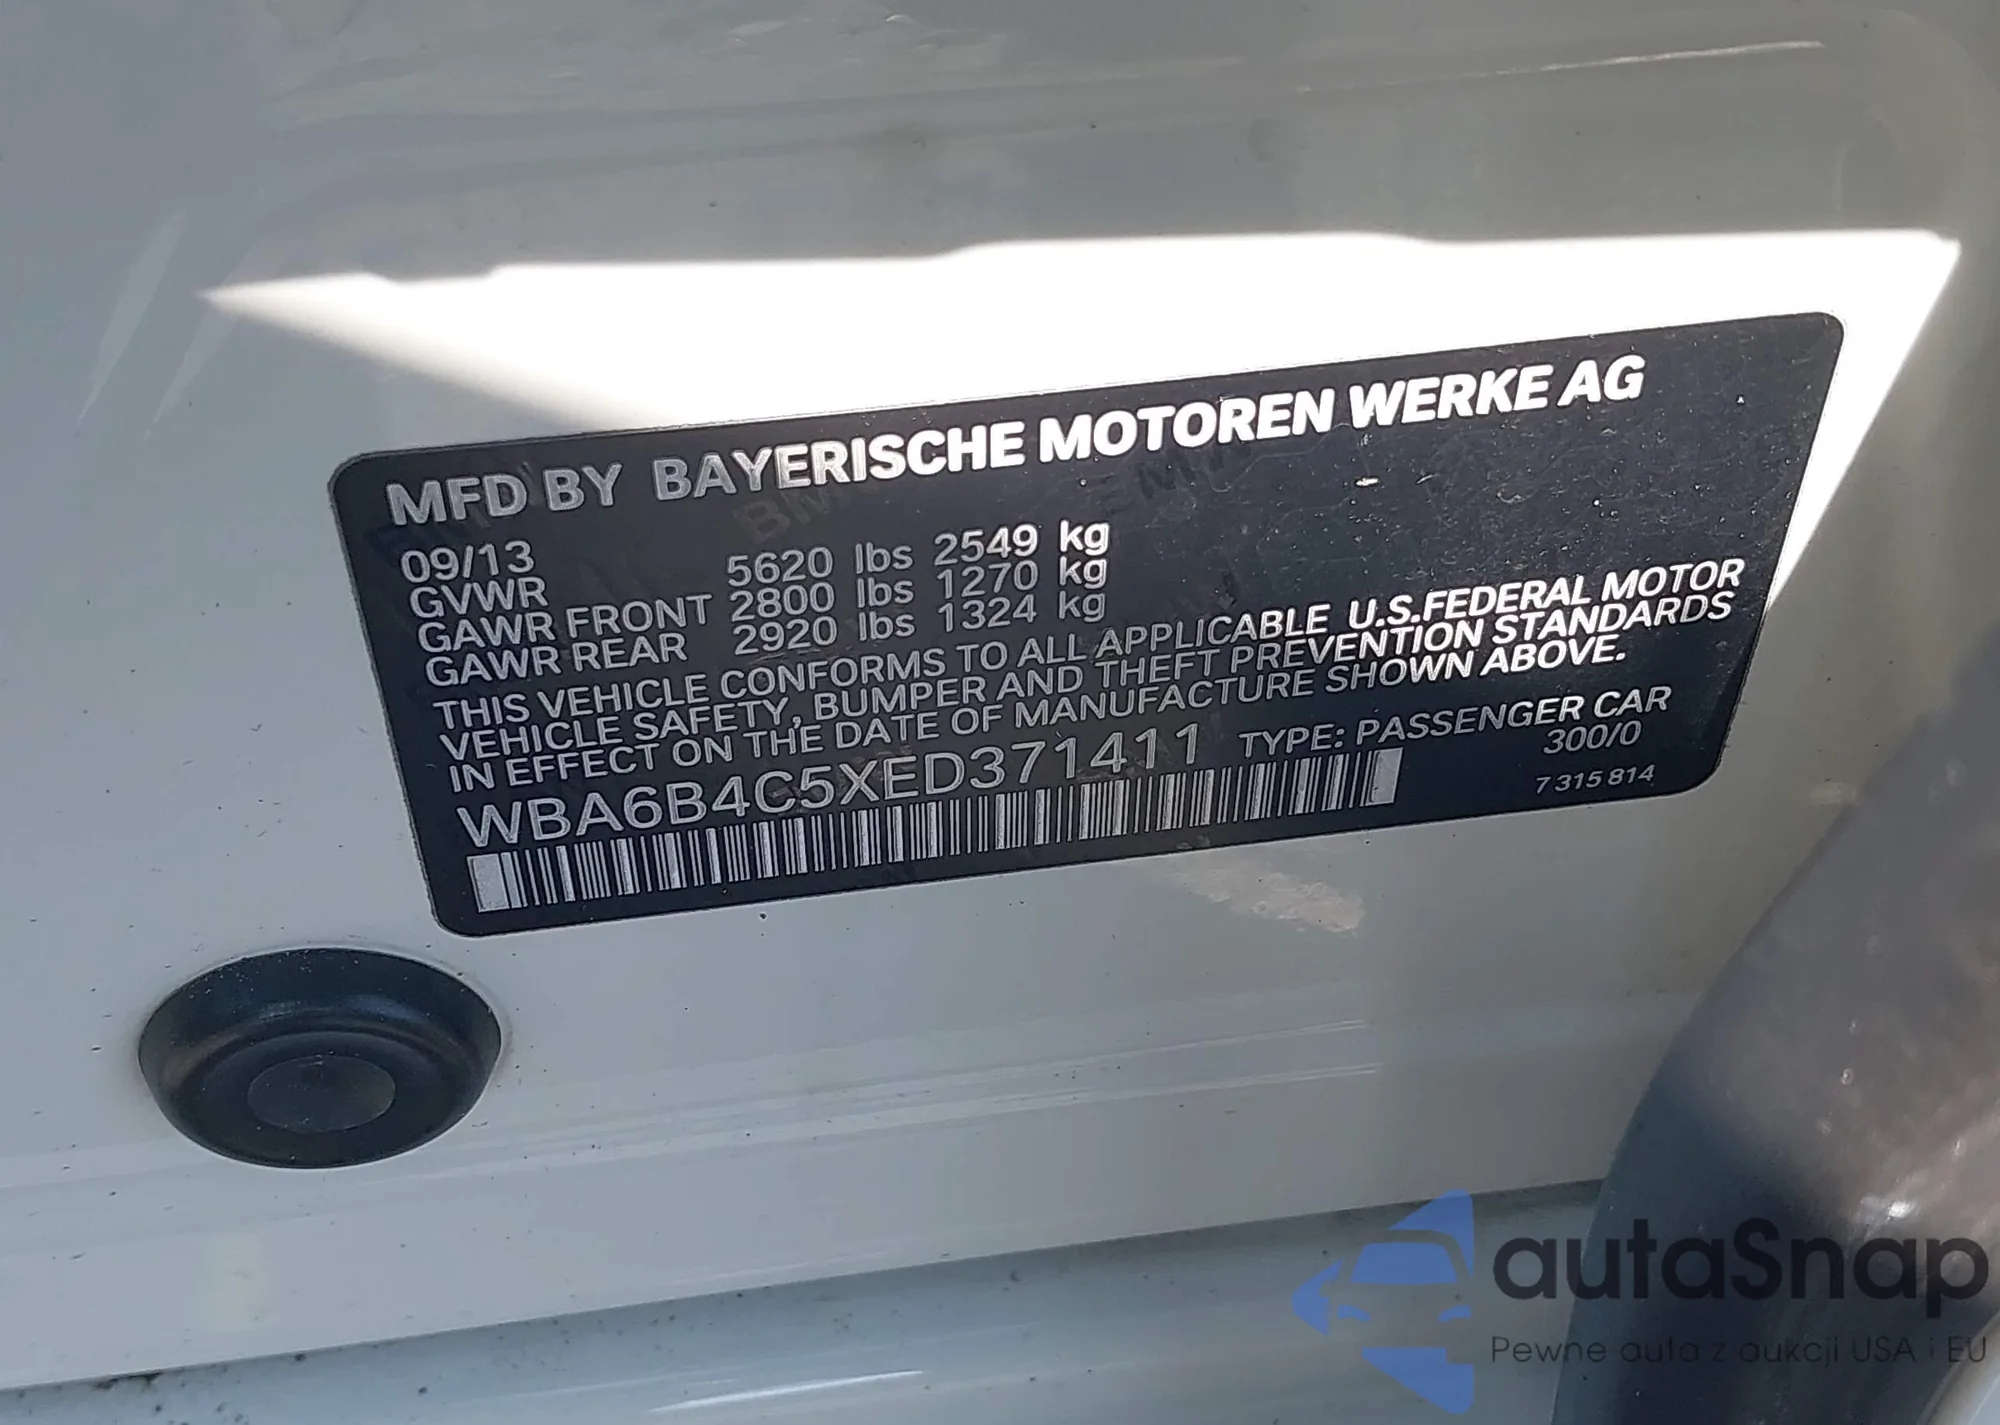 MFD BY BAYERISCHE MOTOREN WERKE AG
09/13
GVWR 5620 lbs 2549 kg
GAWR FRONT 2800 lbs 1270 kg
GAWR REAR 2920 lbs 1324 kg
THIS VEHICLE CONFORMS TO ALL APPLICABLE U.S.FEDERAL MOTOR
VEHICLE SAFETY, BUMPER AND THEFT PREVENTION STANDARDS
IN EFFECT ON THE DATE OF MANUFACTURE SHOWN ABOVE.
WBA6B4C5XED371411 TYPE: PASSENGER CAR
300/0
7 315 814
autaSnap
Pewne auta z aukcji USA i EU